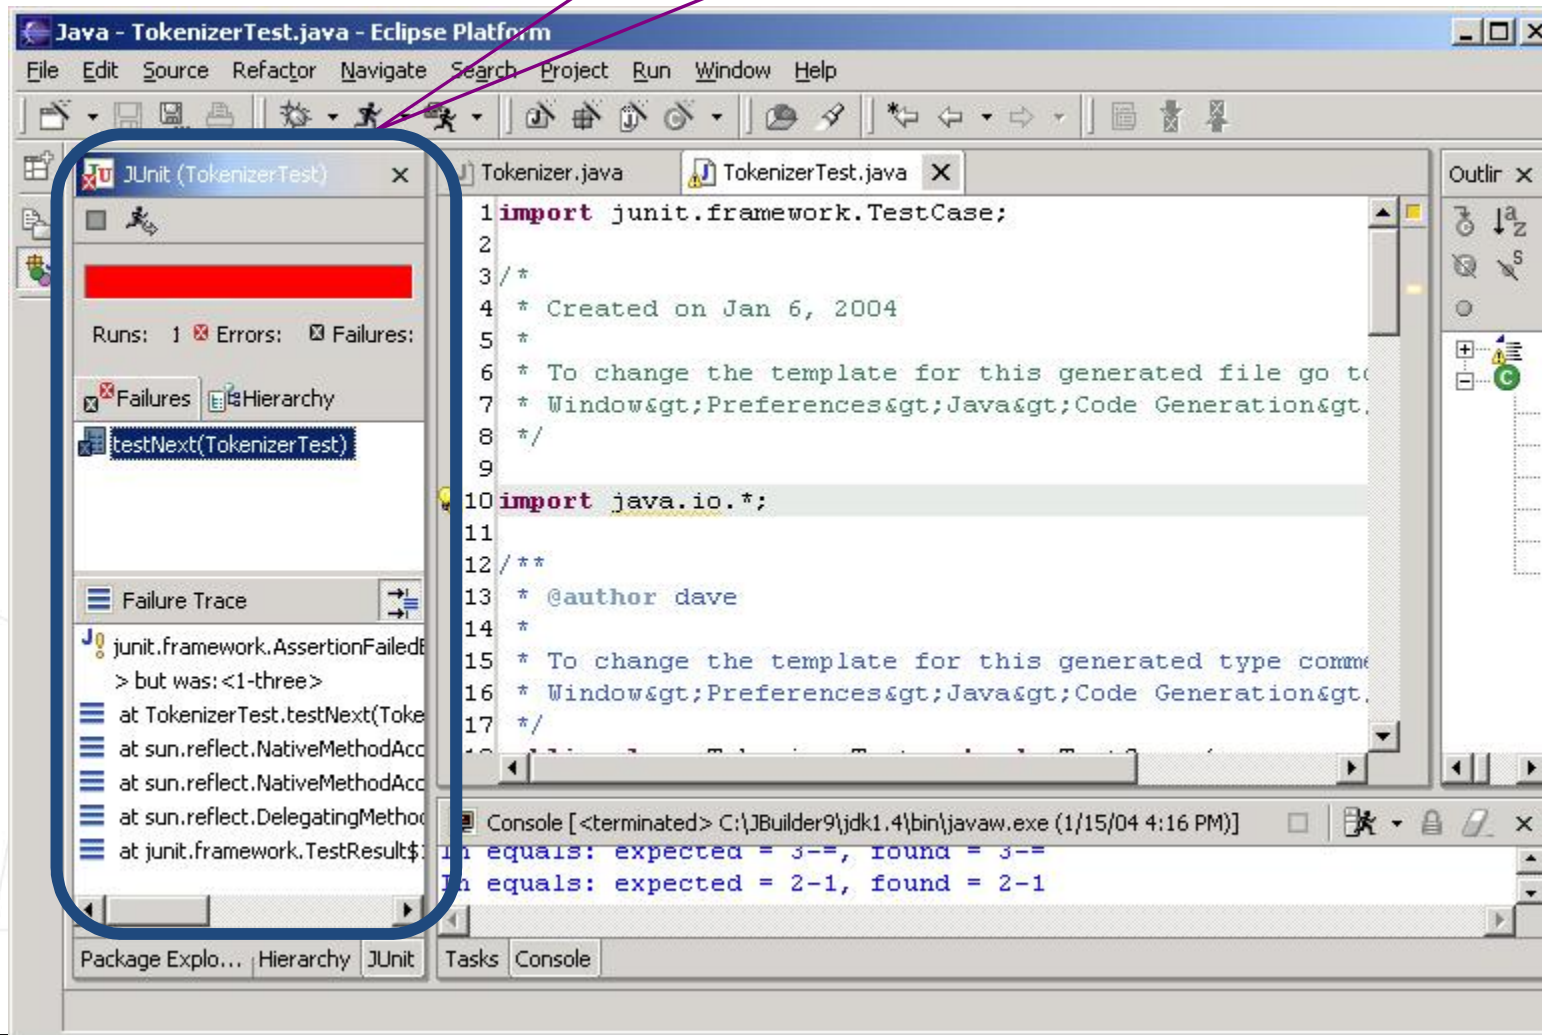 Java - TokenizerTest.java - Eclipse Platform
File Edit Source Refactor Navigate Search Project Run Window Help
JUnit (TokenizerTest)
Runs: 1 Errors: Failures:
Failures Hierarchy
testNext(TokenizerTest)
Failure Trace
junit.framework.AssertionFailedE
> but was:<1-three>
at TokenizerTest.testNext(Toke
at sun.reflect.NativeMethodAcc
at sun.reflect.NativeMethodAcc
at sun.reflect.DelegatingMethod
at junit.framework.TestResult$1
Package Explo... Hierarchy JUnit
Tokenizer.java TokenizerTest.java
1 import junit.framework.TestCase;
2
3 /*
4 * Created on Jan 6, 2004
5 *
6 * To change the template for this generated file go to
7 * Window&gt;Preferences&gt;Java&gt;Code Generation&gt.
8 */
9
10 import java.io.*;
11
12 /**
13 * @author dave
14 *
15 * To change the template for this generated type comme
16 * Window&gt;Preferences&gt;Java&gt;Code Generation&gt.
17 */
Outlin
Console [<terminated> C:\JBuilder9\jdk1.4\bin\javaw.exe (1/15/04 4:16 PM)]
In equals: expected = 3-=, found = 3-=
In equals: expected = 2-1, found = 2-1
Tasks Console